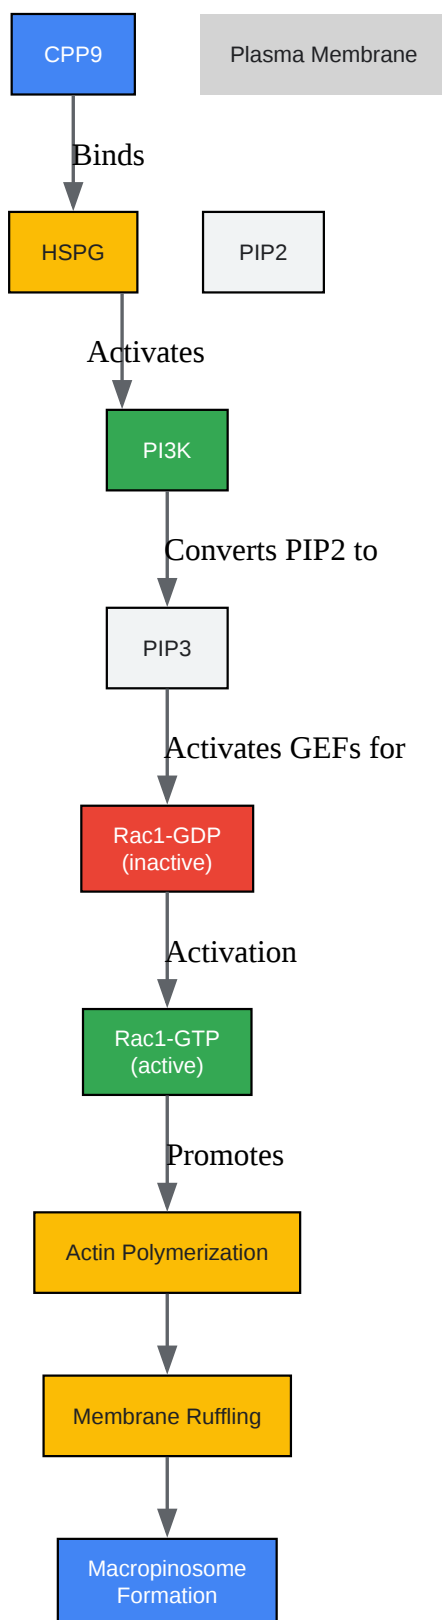 CPP9
Plasma Membrane
Binds
HSPG
PIP2
Activates
PI3K
Converts PIP2 to
PIP3
Activates GEFs for
Rac1-GDP
(inactive)
Activation
Rac1-GTP
(active)
Promotes
Actin Polymerization
Membrane Ruffling
Macropinosome
Formation